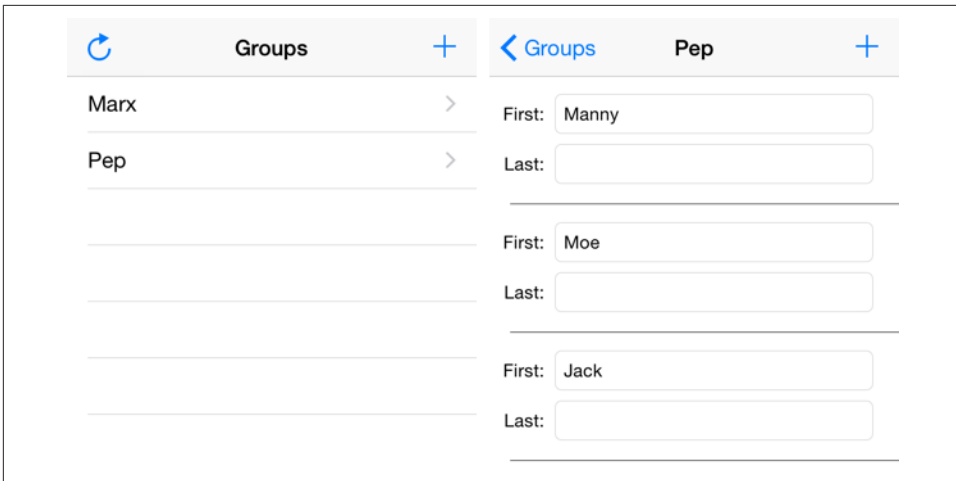 Groups
Marx
Pep
Groups
Pep
First: Manny
Last:
First: Moe
Last:
First: Jack
Last: